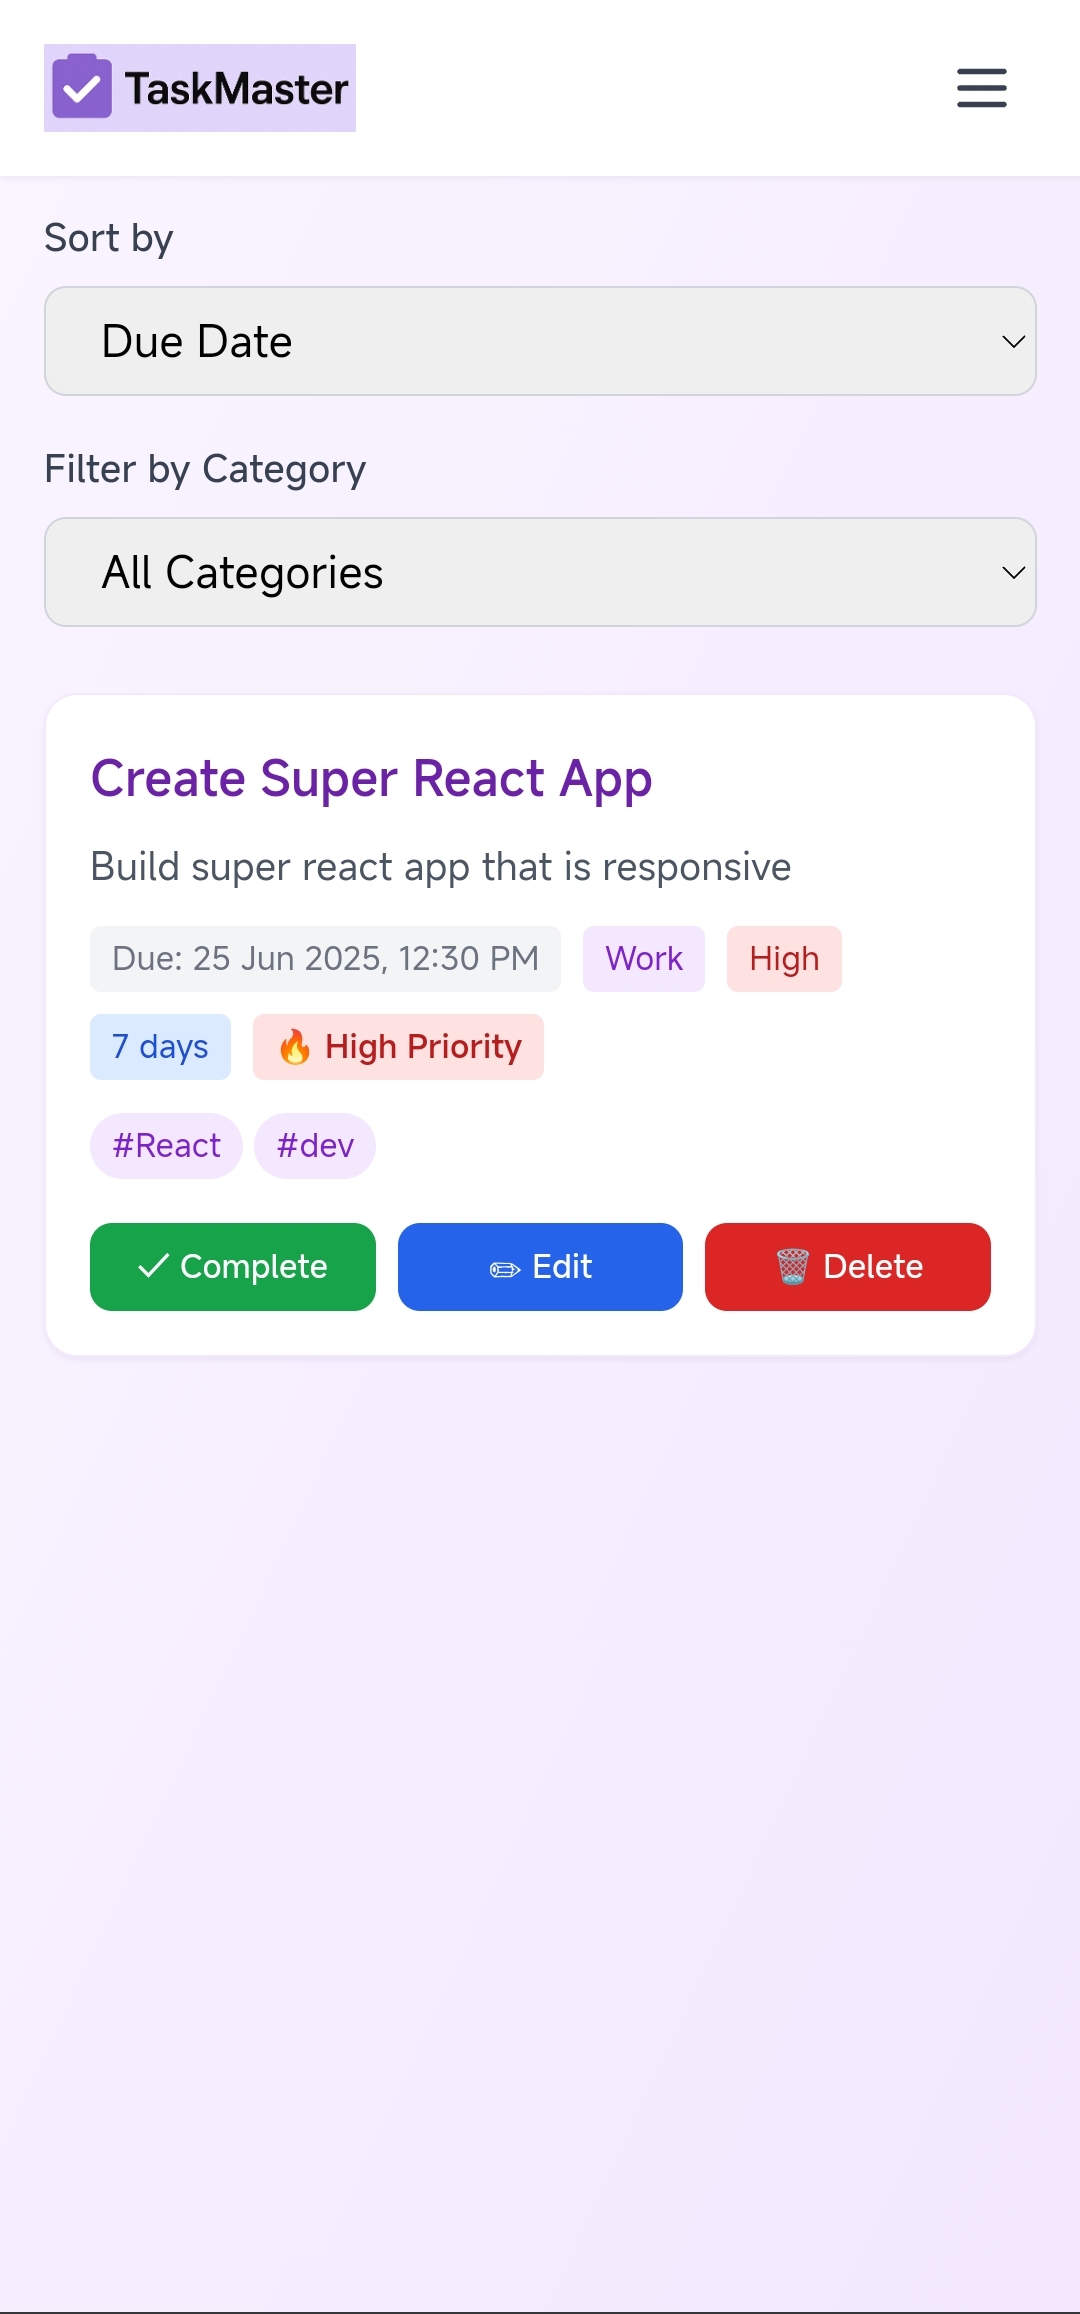 TaskMaster
Sort by
Due Date
Filter by Category
All Categories
Create Super React App
Build super react app that is responsive
Due: 25 Jun 2025, 12:30 PM Work High
7 days 🔥 High Priority
#React #dev
✓ Complete ✏ Edit 🗑 Delete